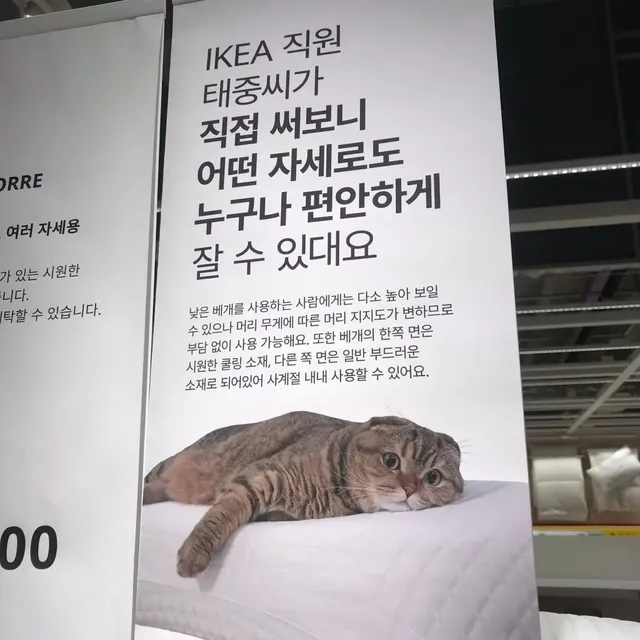 ORRE
여러 자세용
가 있는 시원한
니다.
탁할 수 있습니다.
00
IKEA 직원
태중씨가
직접 써보니
어떤 자세로도
누구나 편안하게
잘 수 있대요
낮은 베개를 사용하는 사람에게는 다소 높아 보일
수 있으나 머리 무게에 따른 머리 지지도가 변하므로
부담 없이 사용 가능해요. 또한 베개의 한쪽 면은
시원한 쿨링 소재, 다른 쪽 면은 일반 부드러운
소재로 되어있어 사계절 내내 사용할 수 있어요.